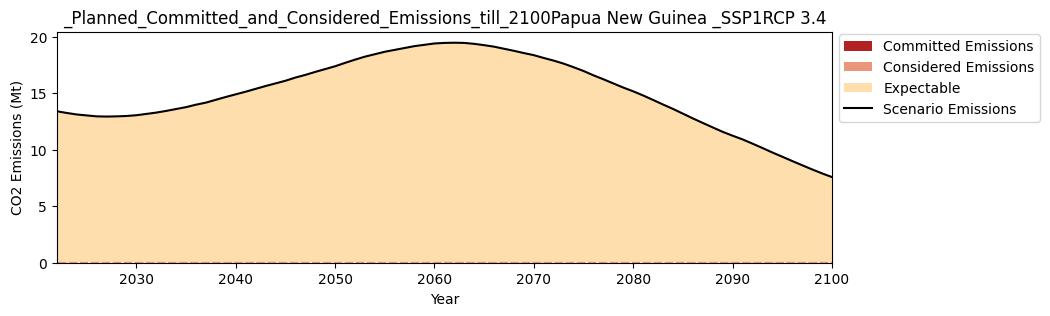 _Planned_Committed_and_Considered_Emissions_till_2100Papua New Guinea _SSP1RCP 3.4
20
15
10
5
0
CO2 Emissions (Mt)
2030 2040 2050 2060 2070 2080 2090 2100
Year
Committed Emissions
Considered Emissions
Expectable
Scenario Emissions